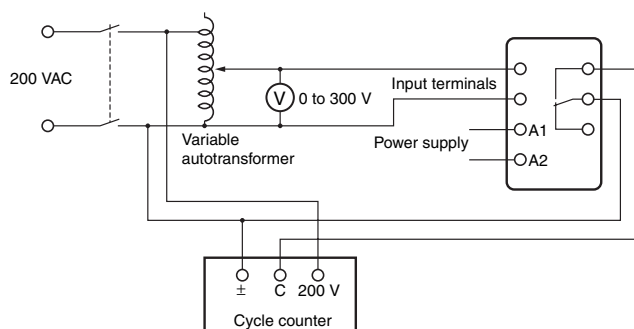 200 VAC
V
0 to 300 V
Input terminals
Variable
autotransformer
Power supply
A1
A2
±
C
200 V
Cycle counter